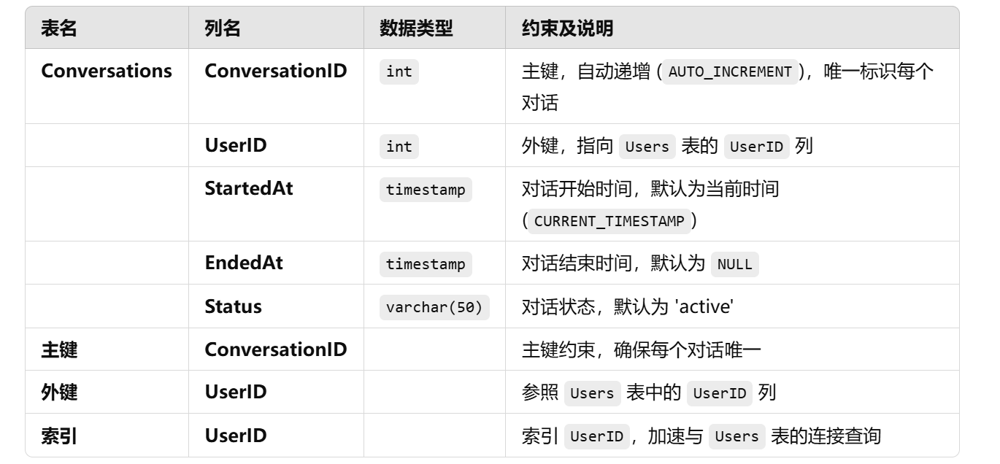 表名 列名 数据类型 约束及说明
Conversations ConversationID int 主键，自动递增 (AUTO_INCREMENT)，唯一标识每个
对话
UserID int 外键，指向 Users 表的 UserID 列
StartedAt timestamp 对话开始时间，默认为当前时间
(CURRENT_TIMESTAMP)
EndedAt timestamp 对话结束时间，默认为 NULL
Status varchar(50) 对话状态，默认为 'active'
主键 ConversationID 主键约束，确保每个对话唯一
外键 UserID 参照 Users 表中的 UserID 列
索引 UserID 索引 UserID，加速与 Users 表的连接查询